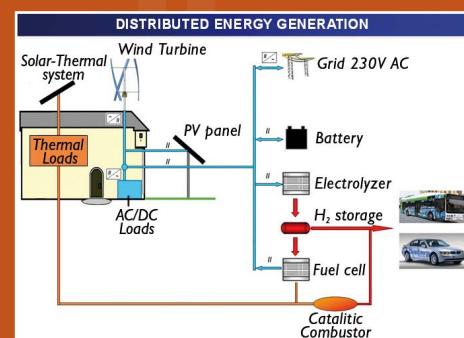 DISTRIBUTED ENERGY GENERATION
Wind Turbine
Solar-Thermal
system
Grid 230V AC
PV panel
Thermal
Loads
Battery
Electrolyzer
AC/DC
Loads
H₂ storage
Fuel cell
Catalitic
Combustor